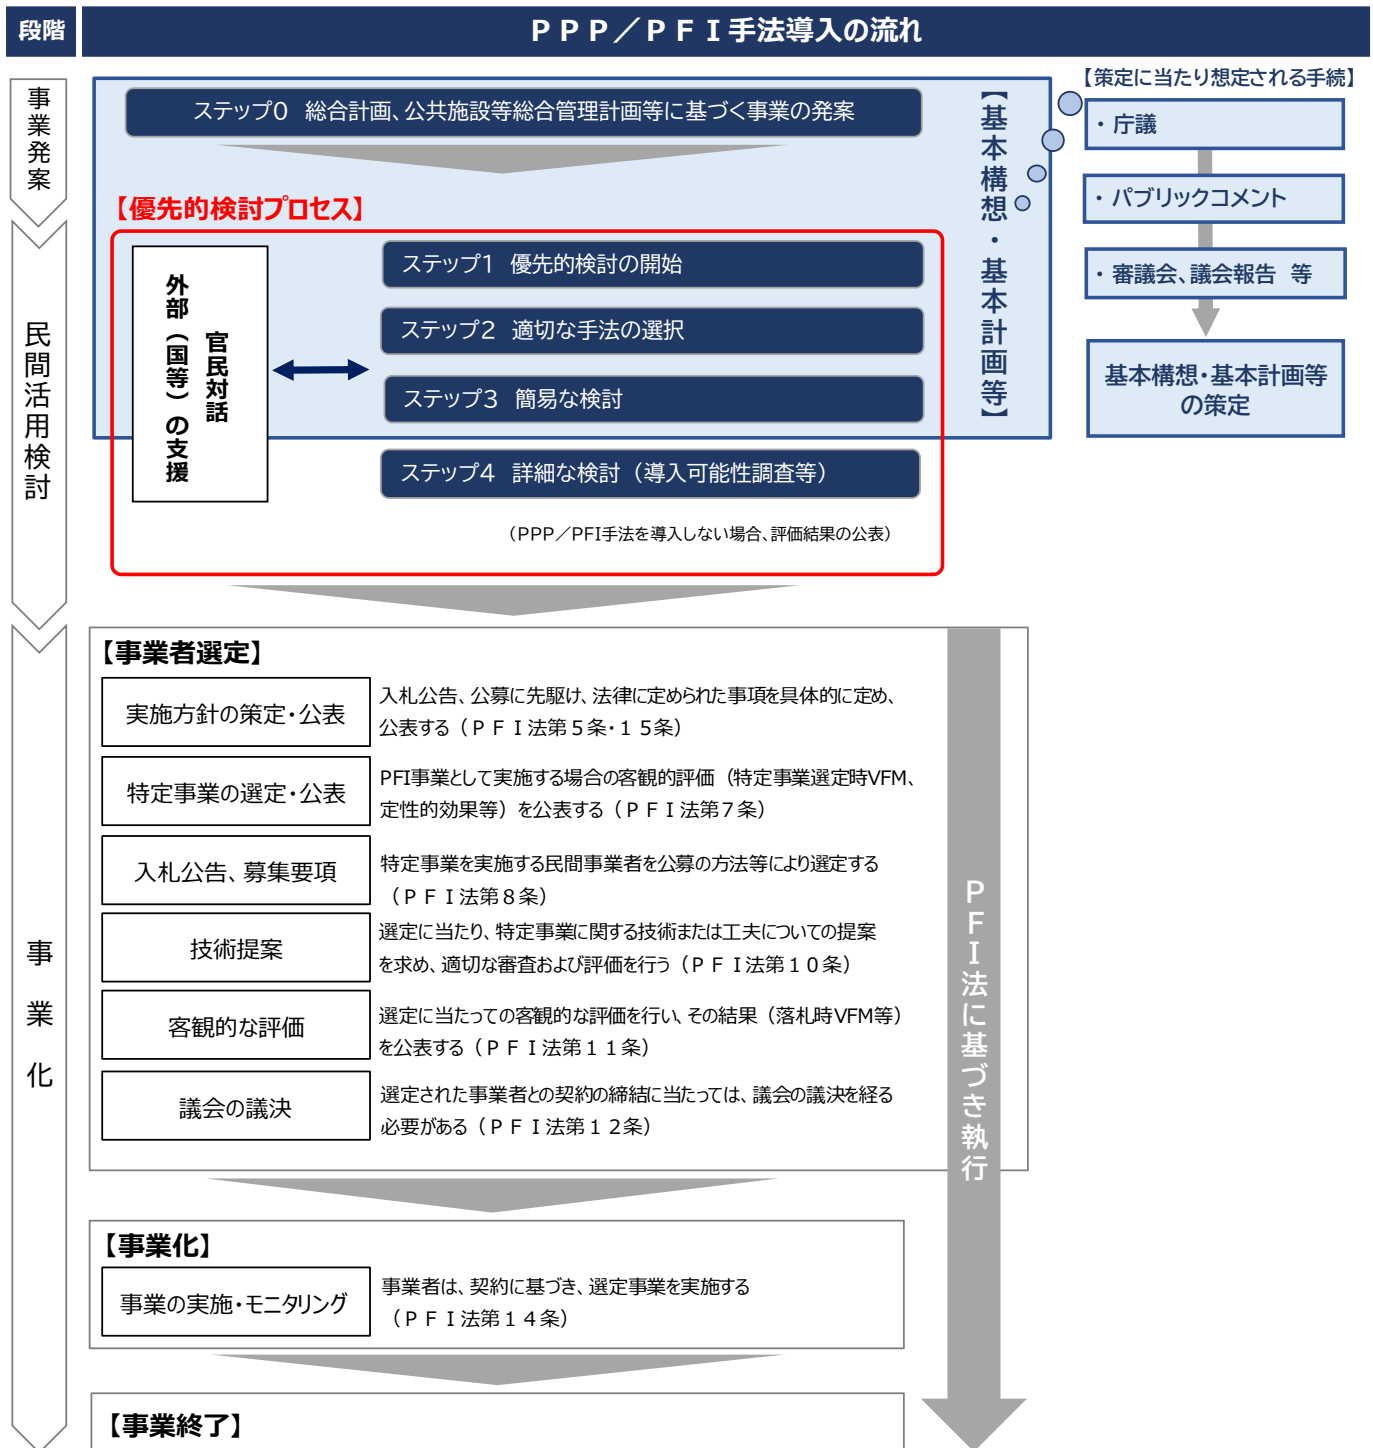 段階
ＰＰＰ／ＰＦＩ手法導入の流れ
事業発案
ステップ０　総合計画、公共施設等総合管理計画等に基づく事業の発案
【基本構想・基本計画等】
【策定に当たり想定される手続】
・庁議
・パブリックコメント
・審議会、議会報告　等
基本構想・基本計画等
の策定
民間活用検討
【優先的検討プロセス】
官民対話
外部（国等）の支援
ステップ１　優先的検討の開始
ステップ２　適切な手法の選択
ステップ３　簡易な検討
ステップ４　詳細な検討（導入可能性調査等）
（PPP／PFI手法を導入しない場合、評価結果の公表）
事業化
【事業者選定】
実施方針の策定・公表
入札公告、公募に先駆け、法律に定められた事項を具体的に定め、
公表する（ＰＦＩ法第５条・１５条）
特定事業の選定・公表
PFI事業として実施する場合の客観的評価（特定事業選定時VFM、
定性的効果等）を公表する（ＰＦＩ法第７条）
入札公告、募集要項
特定事業を実施する民間事業者を公募の方法等により選定する
（ＰＦＩ法第８条）
技術提案
選定に当たり、特定事業に関する技術または工夫についての提案
を求め、適切な審査および評価を行う（ＰＦＩ法第１０条）
客観的な評価
選定に当たっての客観的な評価を行い、その結果（落札時VFM等）
を公表する（ＰＦＩ法第１１条）
議会の議決
選定された事業者との契約の締結に当たっては、議会の議決を経る
必要がある（ＰＦＩ法第１２条）
ＰＦＩ法に基づき執行
【事業化】
事業の実施・モニタリング
事業者は、契約に基づき、選定事業を実施する
（ＰＦＩ法第１４条）
【事業終了】